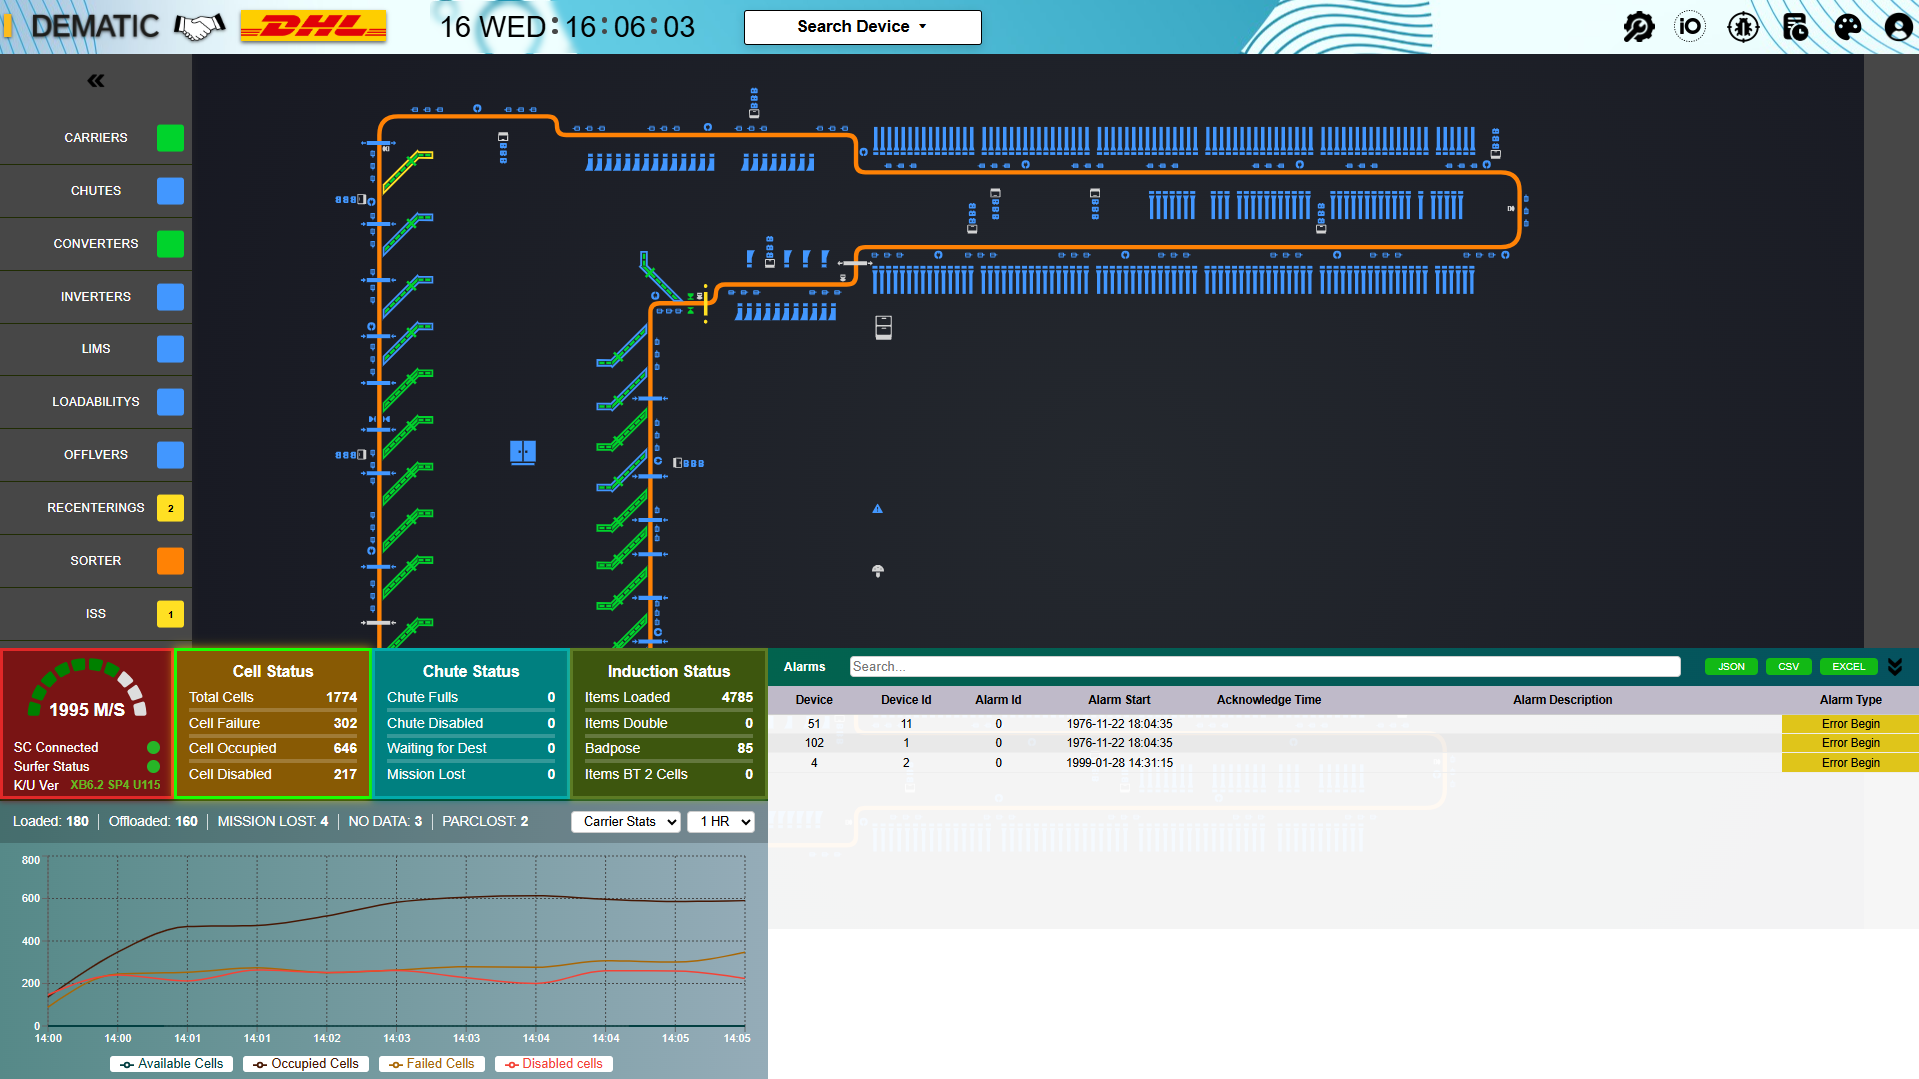 DEMATIC
DHL
16 WED:16:06:03
Search Device
iO
CARRIERS
CHUTES
CONVERTERS
INVERTERS
LIMS
LOADABILITYS
OFFLVERS
RECENTERINGS 2
SORTER
ISS 1
1995 M/S
SC Connected
Surfer Status
K/U Ver XB6.2 SP4 U115
Cell Status
Total Cells 1774
Cell Failure 302
Cell Occupied 646
Cell Disabled 217
Chute Status
Chute Fulls 0
Chute Disabled 0
Waiting for Dest 0
Mission Lost 0
Induction Status
Items Loaded 4785
Items Double 0
Badpose 85
Items BT 2 Cells 0
Alarms Search... JSON CSV EXCEL
Device Device Id Alarm Id Alarm Start Acknowledge Time Alarm Description Alarm Type
51 11 0 1976-11-22 18:04:35 Error Begin
102 1 0 1976-11-22 18:04:35 Error Begin
4 2 0 1999-01-28 14:31:15 Error Begin
Loaded: 180 Offloaded: 160 MISSION LOST: 4 NO DATA: 3 PARCLOST: 2 Carrier Stats 1 HR
800
600
400
200
0
14:00 14:00 14:01 14:01 14:02 14:03 14:03 14:04 14:04 14:05 14:05
Available Cells Occupied Cells Failed Cells Disabled cells